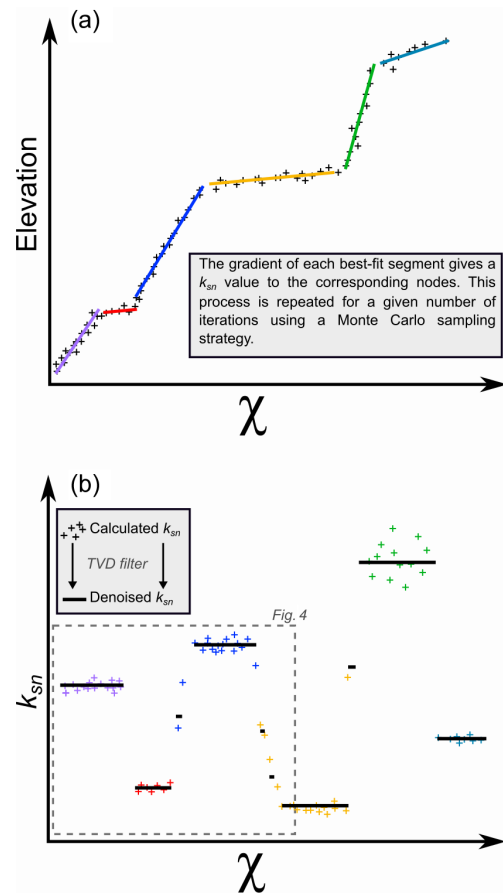 (a)
Elevation
The gradient of each best-fit segment gives a
ksn value to the corresponding nodes. This
process is repeated for a given number of
iterations using a Monte Carlo sampling
strategy.
χ
(b)
Calculated ksn
TVD filter
Denoised ksn
Fig. 4
ksn
χ